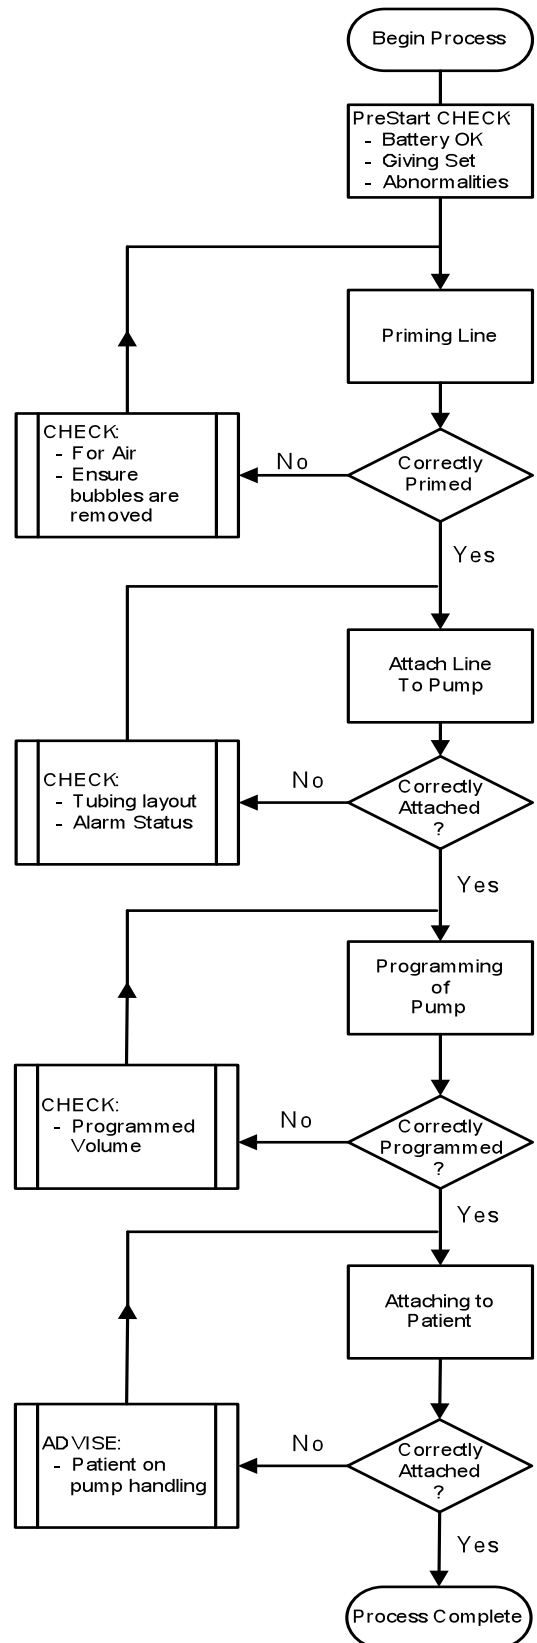 Begin Process
PreStart CHECK:
- Battery OK
- Giving Set
- Abnormalities
Priming Line
Correctly
Primed
No
CHECK:
- For Air
- Ensure
bubbles are
removed
Yes
Attach Line
To Pump
Correctly
Attached
?
No
CHECK:
- Tubing layout
- Alarm Status
Yes
Programming
of
Pump
Correctly
Programmed
?
No
CHECK:
- Programmed
Volume
Yes
Attaching to
Patient
Correctly
Attached
?
No
ADVISE:
- Patient on
pump handling
Yes
Process Complete